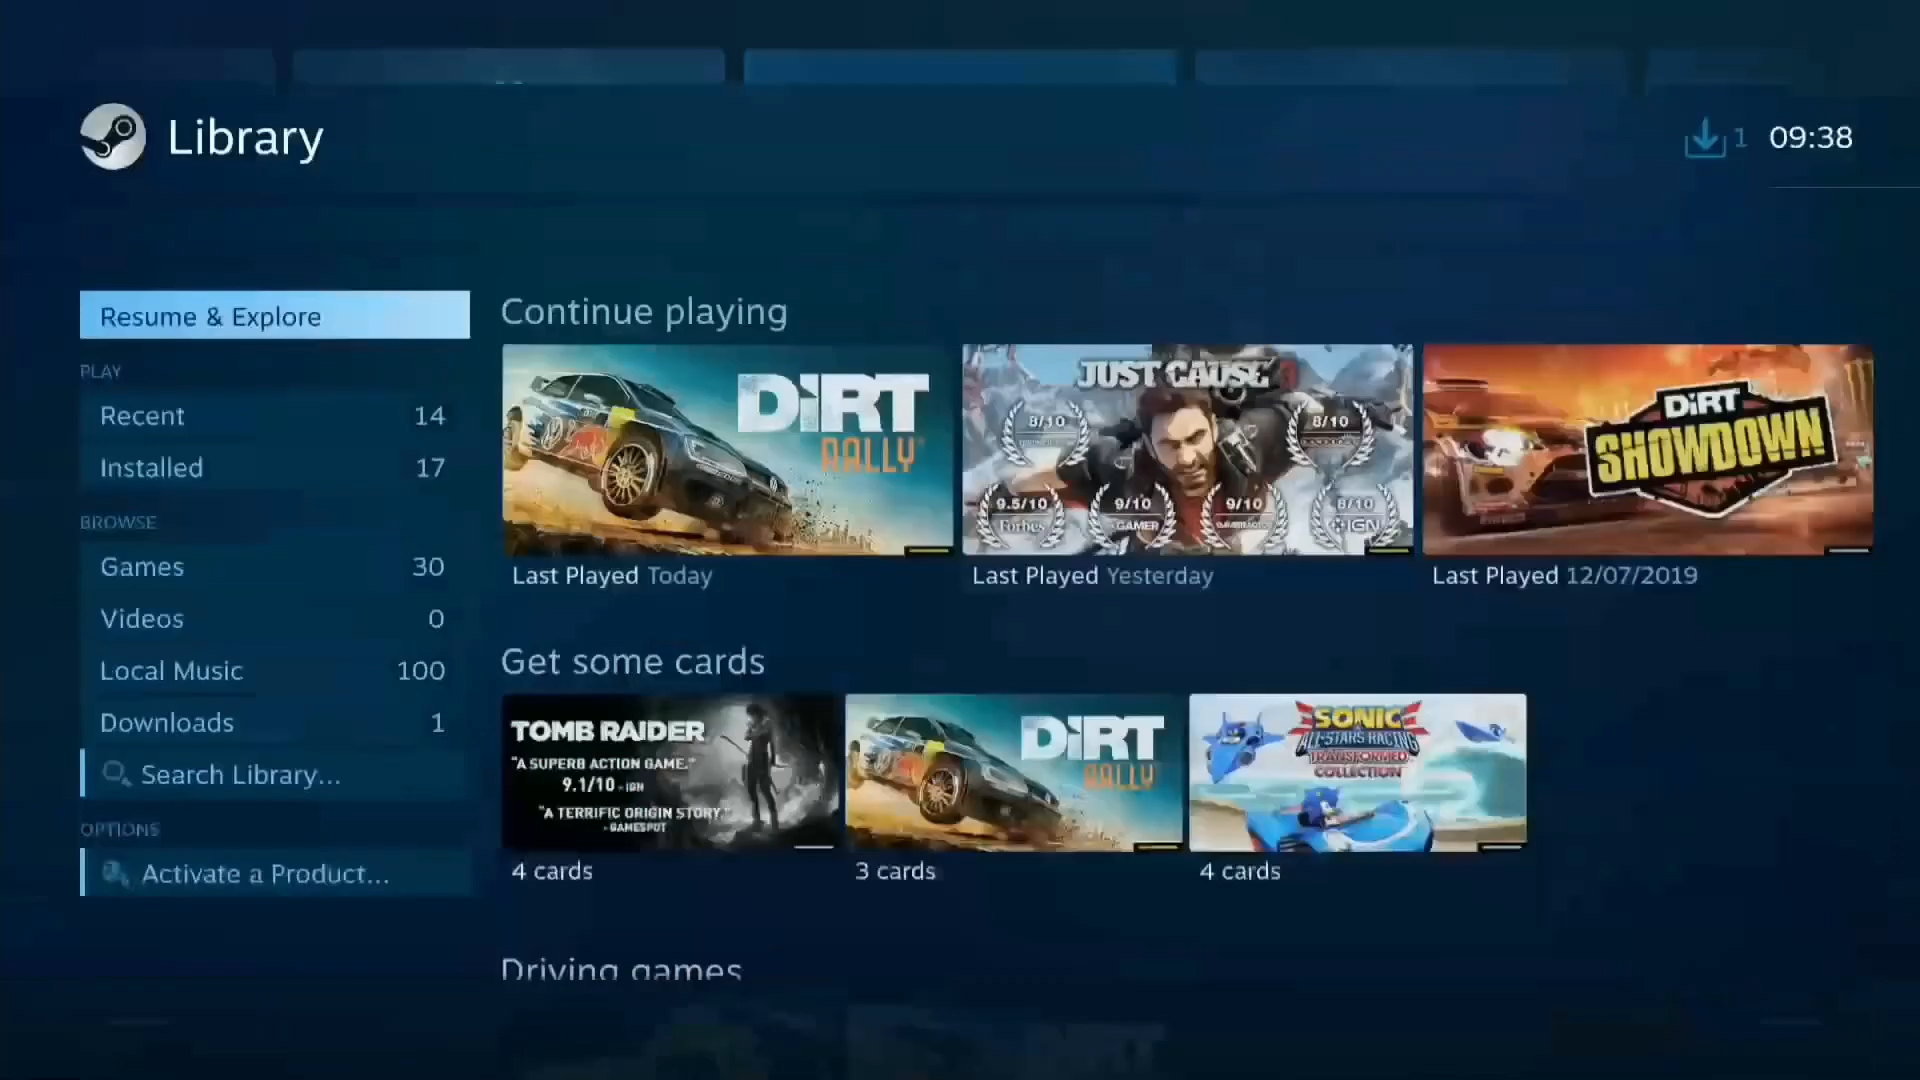 Library
1 09:38
Resume & Explore
PLAY
Recent 14
Installed 17
BROWSE
Games 30
Videos 0
Local Music 100
Downloads 1
Search Library...
OPTIONS
Activate a Product...
Continue playing
DiRT
RALLY
Last Played Today
JUST CAUSE
8/10
8/10
9.5/10
Forbes
9/10
GAMER
9/10
8/10
IGN
Last Played Yesterday
DiRT
SHOWDOWN
Last Played 12/07/2019
Get some cards
TOMB RAIDER
"A SUPERB ACTION GAME."
9.1/10 - IGN
"A TERRIFIC ORIGIN STORY."
- GAMESPOT
4 cards
DiRT
RALLY
3 cards
SONIC
ALL-STARS RACING
TRANSFORMED
COLLECTION
4 cards
Driving games